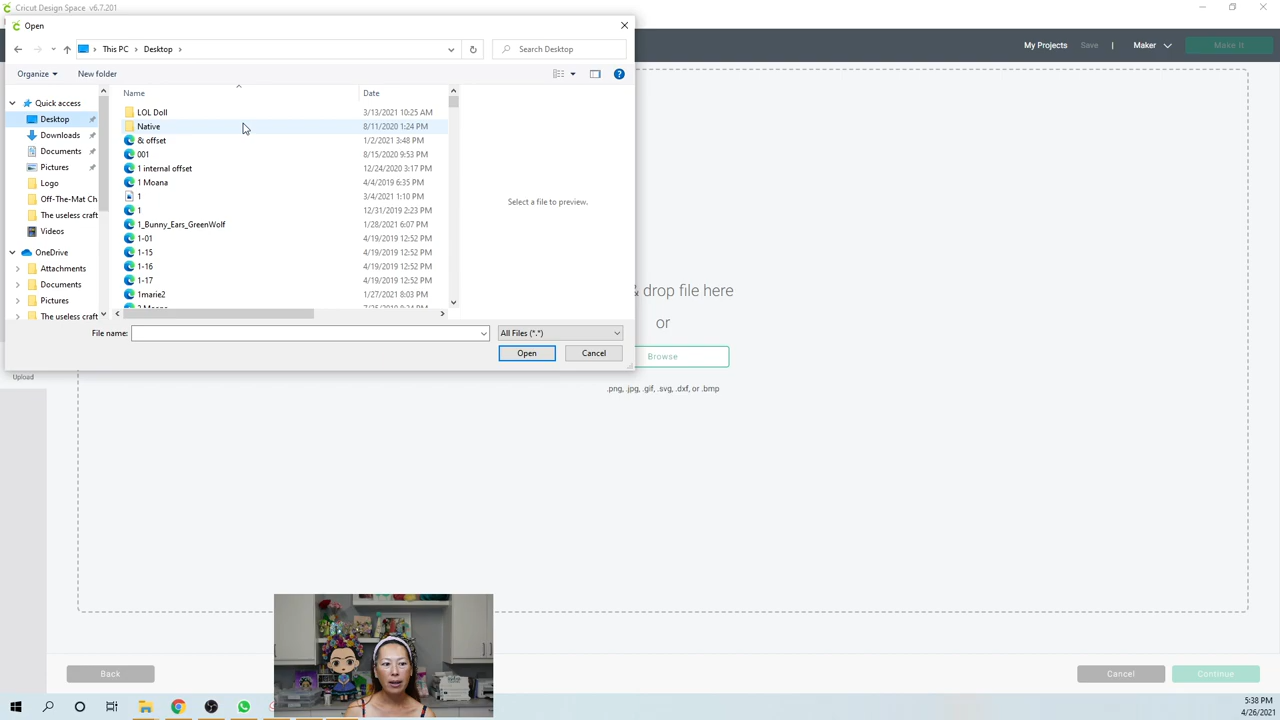 Cricut Design Space v6.7.201
Open
This PC > Desktop >
Search Desktop
My Projects Save | Maker Make It
Organize New folder
Name Date
Quick access
Desktop
Downloads
Documents
Pictures
Logo
Off-The-Mat Ch
The useless craft
Videos
OneDrive
Attachments
Documents
Pictures
The useless craft
LOL Doll 3/13/2021 10:25 AM
Native 8/11/2020 1:24 PM
& offset 1/2/2021 3:48 PM
001 8/15/2020 9:53 PM
1 internal offset 12/24/2020 3:17 PM
1 Moana 4/4/2019 6:35 PM
1 3/4/2021 1:10 PM
1 12/31/2019 2:23 PM
1_Bunny_Ears_GreenWolf 1/28/2021 6:07 PM
1-01 4/19/2019 12:52 PM
1-15 4/19/2019 12:52 PM
1-16 4/19/2019 12:52 PM
1-17 4/19/2019 12:52 PM
1marie2 1/27/2021 8:03 PM
Select a file to preview.
File name: All Files (*.*)
Open Cancel
& drop file here
or
Browse
.png, .jpg, .gif, .svg, .dxf, or .bmp
Upload
Back Cancel Continue
5:38 PM
4/26/2021